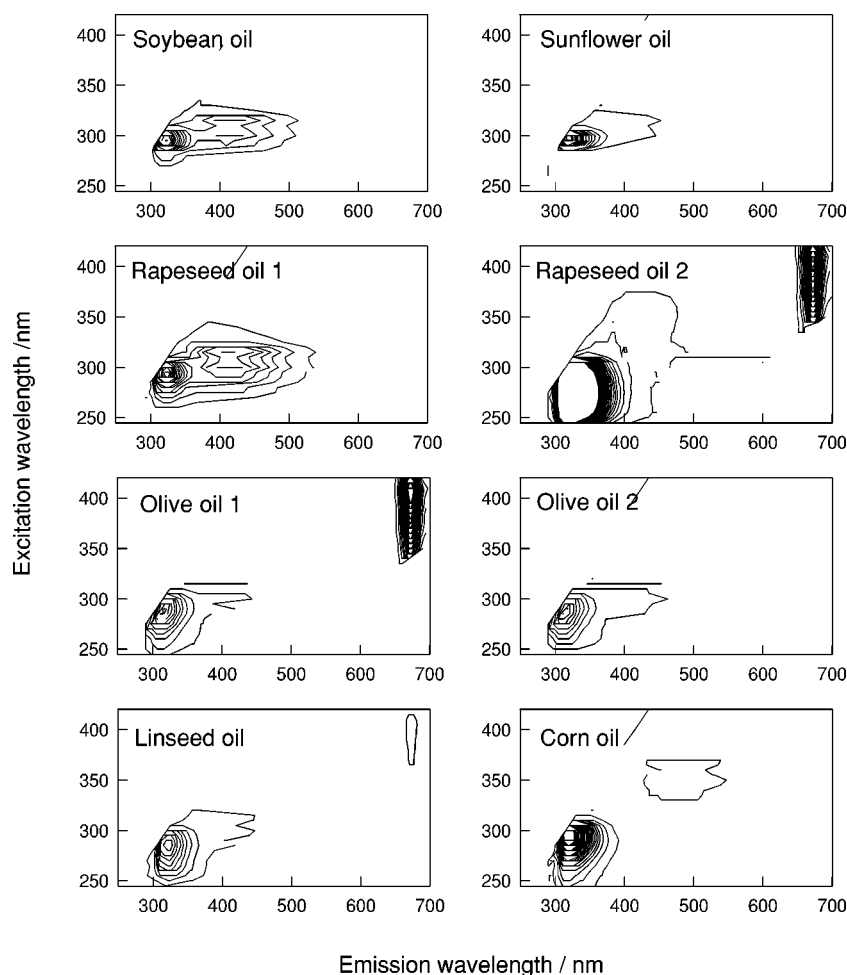 Soybean oil
Sunflower oil
400
350
300
250
300 400 500 600 700
400
350
300
250
300 400 500 600 700
Rapeseed oil 1
Rapeseed oil 2
400
350
300
250
300 400 500 600 700
400
350
300
250
300 400 500 600 700
Excitation wavelength /nm
Olive oil 1
Olive oil 2
400
350
300
250
300 400 500 600 700
400
350
300
250
300 400 500 600 700
Linseed oil
Corn oil
400
350
300
250
300 400 500 600 700
400
350
300
250
300 400 500 600 700
Emission wavelength / nm